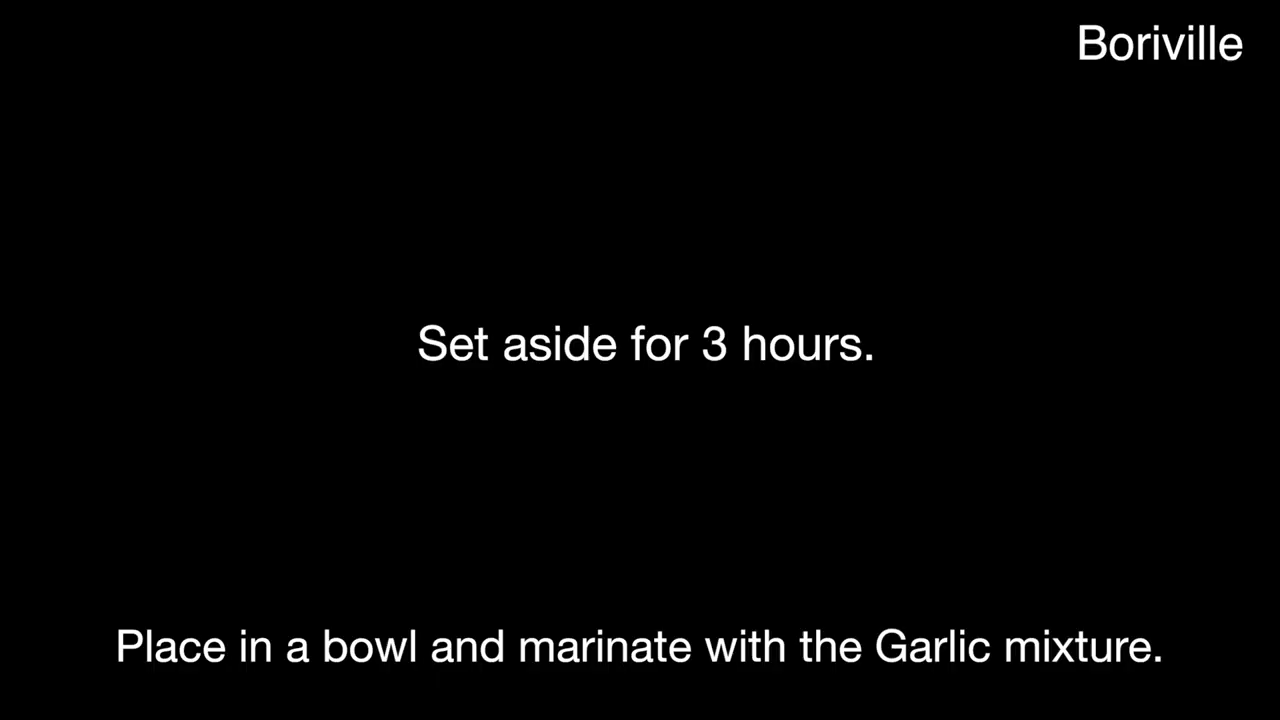 Boriville
Set aside for 3 hours.
Place in a bowl and marinate with the Garlic mixture.